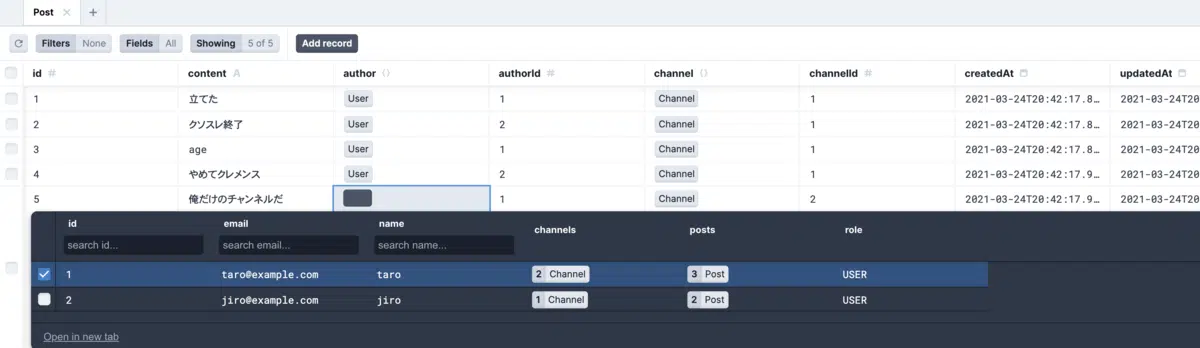 Post × +
Filters None Fields All Showing 5 of 5 Add record
id # content A author {} authorId # channel {} channelId # createdAt updatedAt
1 立てた User 1 Channel 1 2021-03-24T20:42:17.8… 2021-03-24T20
2 クソスレ終了 User 2 Channel 1 2021-03-24T20:42:17.8… 2021-03-24T20
3 age User 1 Channel 1 2021-03-24T20:42:17.8… 2021-03-24T20
4 やめてクレメンス User 2 Channel 1 2021-03-24T20:42:17.9… 2021-03-24T20
5 俺だけのチャンネルだ 1 Channel 2 2021-03-24T20:42:17.9… 2021-03-24T20
id email name channels posts role
search id... search email... search name...
1 taro@example.com taro 2 Channel 3 Post USER
2 jiro@example.com jiro 1 Channel 2 Post USER
Open in new tab